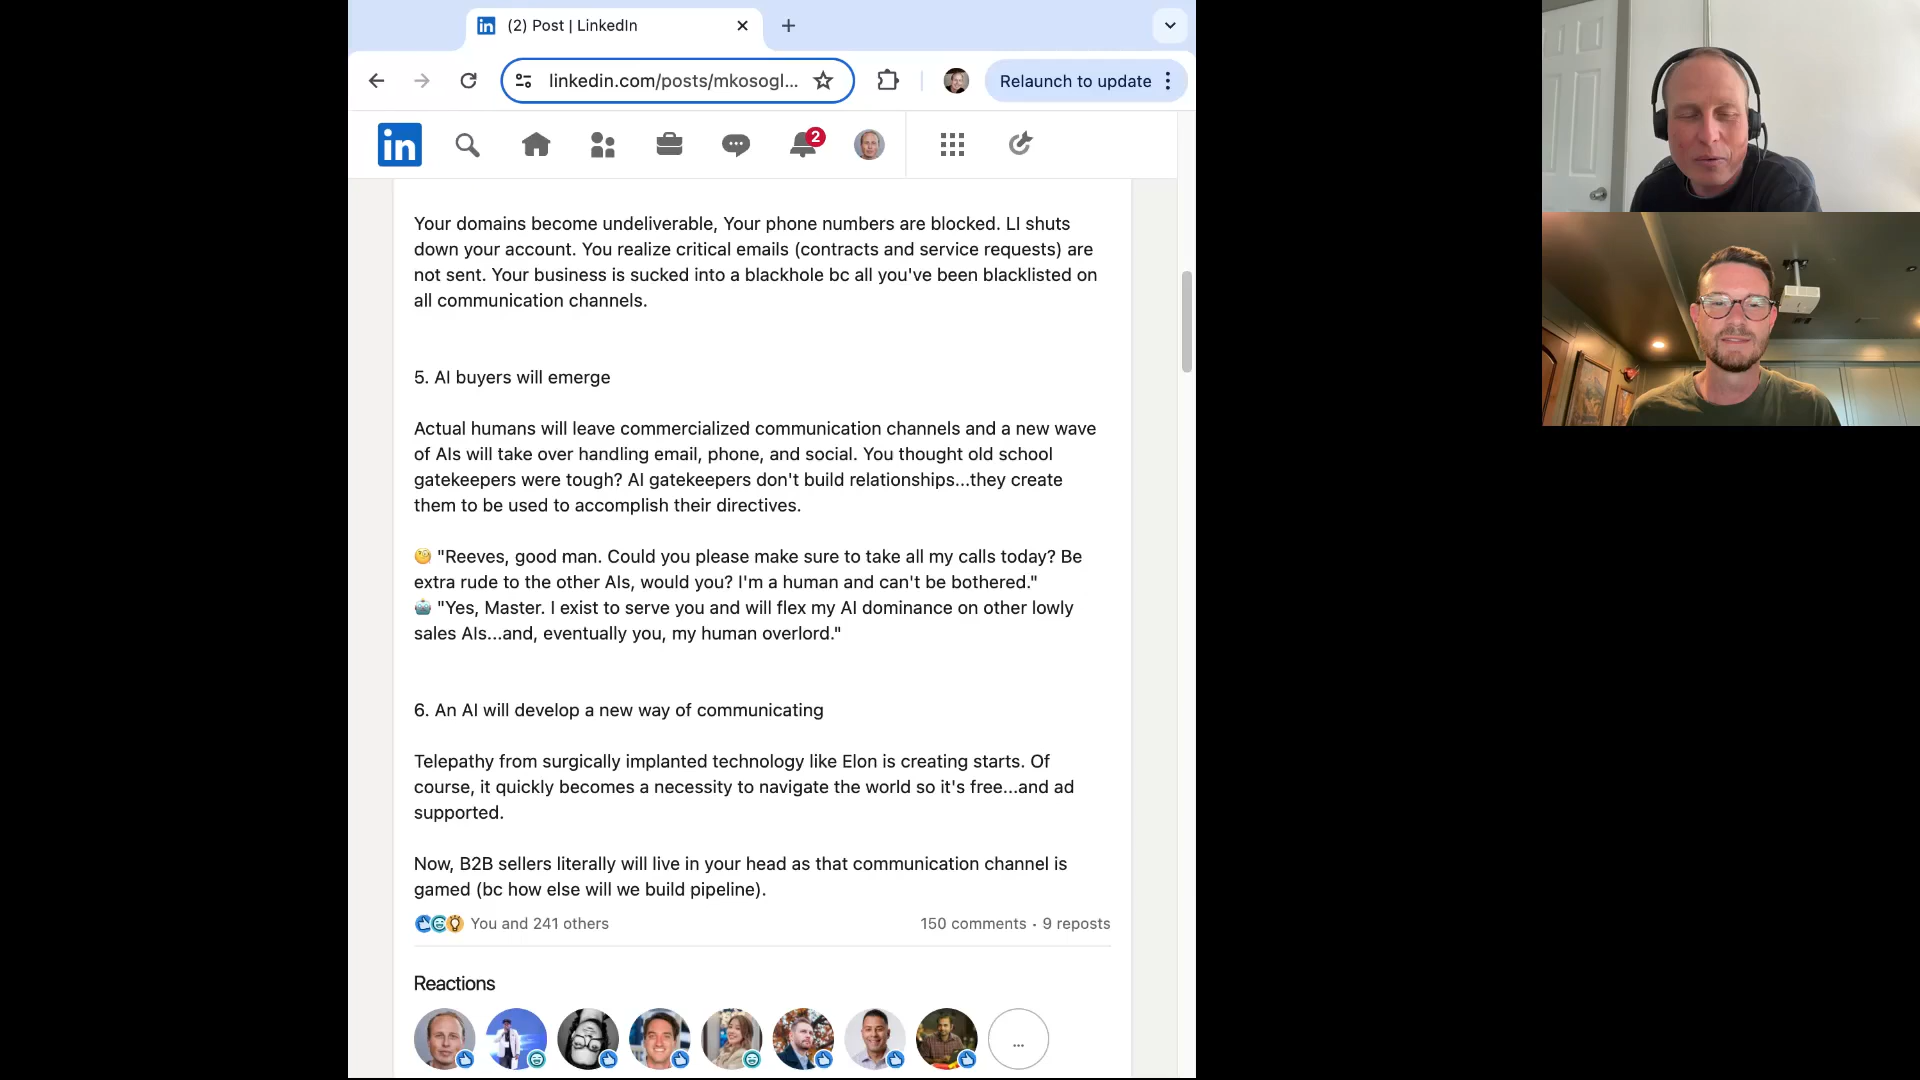 (2) Post | LinkedIn
linkedin.com/posts/mkosogl...
Relaunch to update
in
2
Your domains become undeliverable, Your phone numbers are blocked. LI shuts
down your account. You realize critical emails (contracts and service requests) are
not sent. Your business is sucked into a blackhole bc all you've been blacklisted on
all communication channels.
5. AI buyers will emerge
Actual humans will leave commercialized communication channels and a new wave
of AIs will take over handling email, phone, and social. You thought old school
gatekeepers were tough? AI gatekeepers don't build relationships...they create
them to be used to accomplish their directives.
🧐 "Reeves, good man. Could you please make sure to take all my calls today? Be
extra rude to the other AIs, would you? I'm a human and can't be bothered."
🤖 "Yes, Master. I exist to serve you and will flex my AI dominance on other lowly
sales AIs...and, eventually you, my human overlord."
6. An AI will develop a new way of communicating
Telepathy from surgically implanted technology like Elon is creating starts. Of
course, it quickly becomes a necessity to navigate the world so it's free...and ad
supported.
Now, B2B sellers literally will live in your head as that communication channel is
gamed (bc how else will we build pipeline).
You and 241 others
150 comments • 9 reposts
Reactions
...